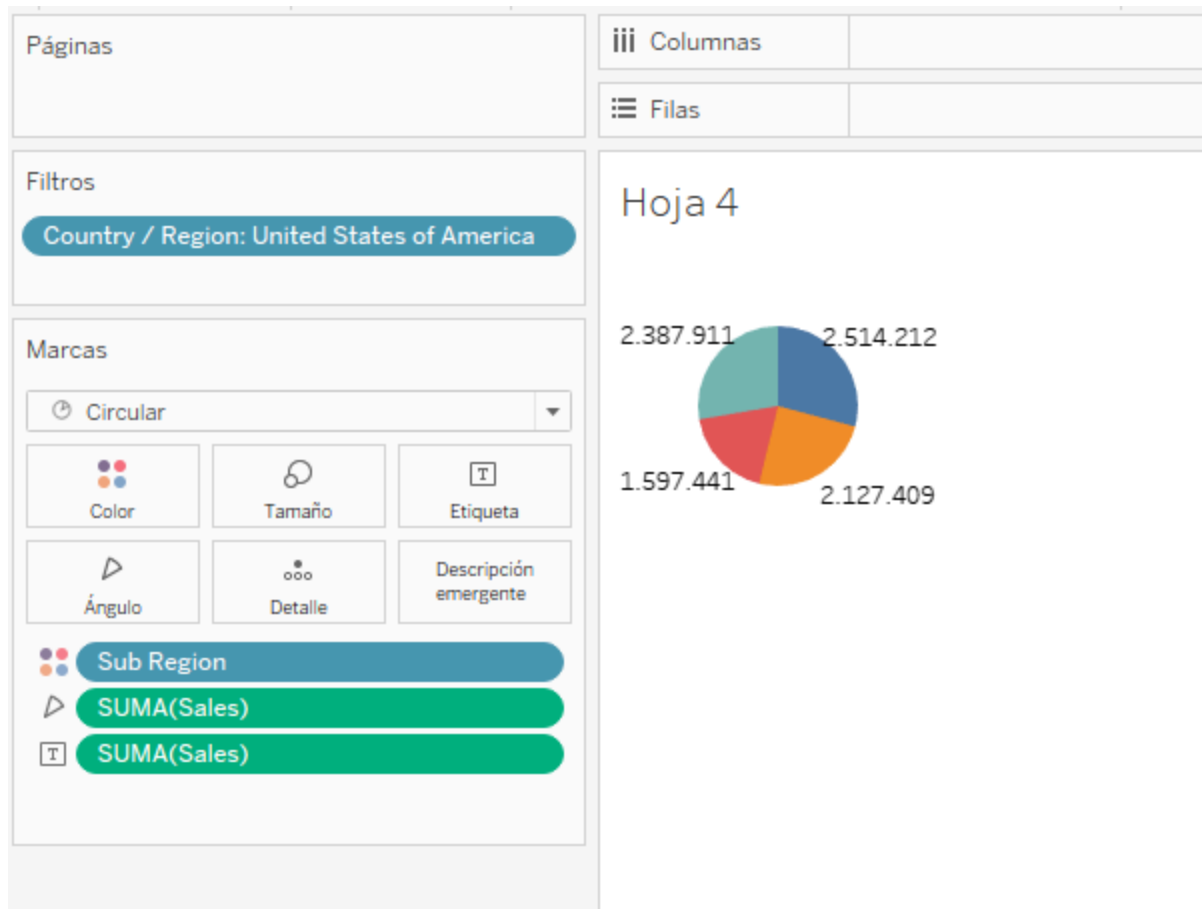 Páginas
Columnas
Filas
Filtros
Country / Region: United States of America
Hoja 4
2.387.911
2.514.212
1.597.441
2.127.409
Marcas
Circular
Color
Tamaño
T
Etiqueta
Ángulo
Detalle
Descripción
emergente
Sub Region
SUMA(Sales)
T SUMA(Sales)